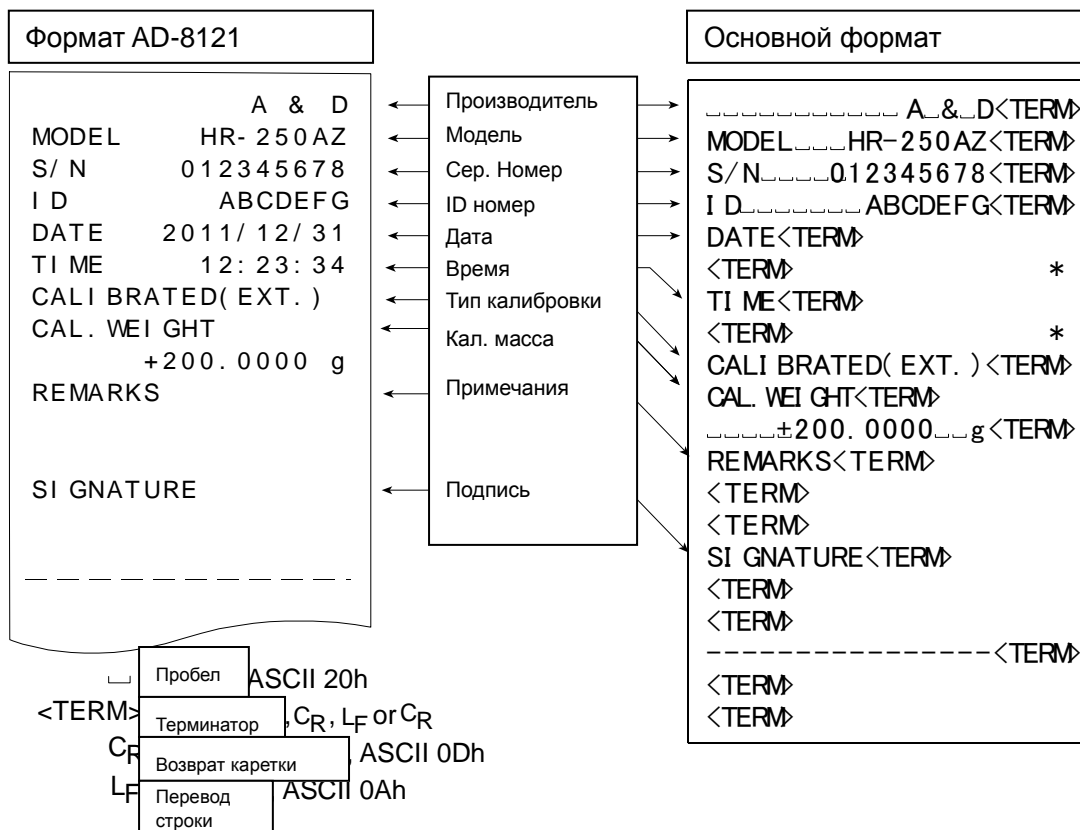 Формат AD-8121
A & D
MODEL HR-250AZ
S/N 012345678
ID ABCDEFG
DATE 2011/12/31
TIME 12:23:34
CALIBRATED(EXT.)
CAL.WEIGHT
+200.0000 g
REMARKS
SIGNATURE
Производитель
Модель
Сер. Номер
ID номер
Дата
Время
Тип калибровки
Кал. масса
Примечания
Подпись
Основной формат
␣␣␣␣␣␣␣␣␣␣␣␣␣A␣&␣D<TERM>
MODEL␣␣␣HR-250AZ<TERM>
S/N␣␣␣␣012345678<TERM>
ID␣␣␣␣␣␣␣ABCDEFG<TERM>
DATE<TERM>
<TERM> *
TIME<TERM>
<TERM> *
CALIBRATED(EXT.)<TERM>
CAL.WEIGHT<TERM>
␣␣␣␣±200.0000␣␣g<TERM>
REMARKS<TERM>
<TERM>
<TERM>
SIGNATURE<TERM>
<TERM>
<TERM>
----------------<TERM>
<TERM>
<TERM>
␣ Пробел ASCII 20h
<TERM> Терминатор , CR, LF or CR
CR Возврат каретки , ASCII 0Dh
LF Перевод строки , ASCII 0Ah